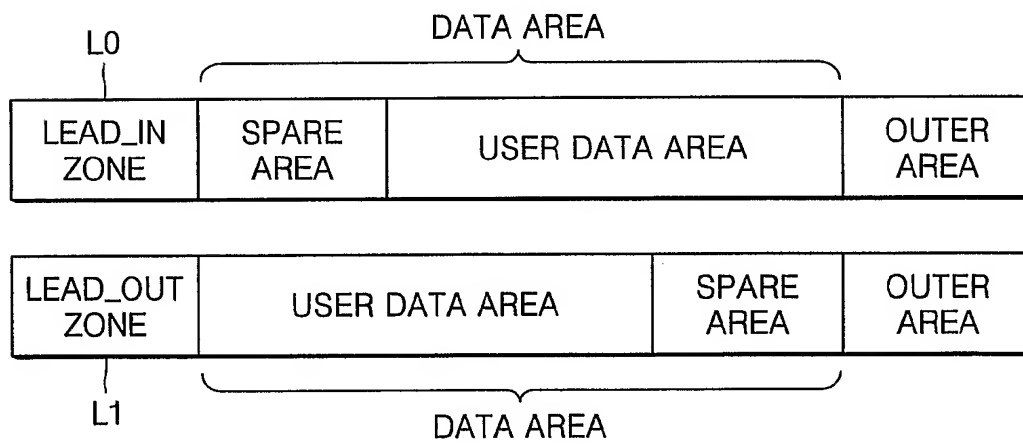 DATA AREA
L0
LEAD_IN
ZONE
SPARE
AREA
USER DATA AREA
OUTER
AREA
LEAD_OUT
ZONE
USER DATA AREA
SPARE
AREA
OUTER
AREA
L1
DATA AREA